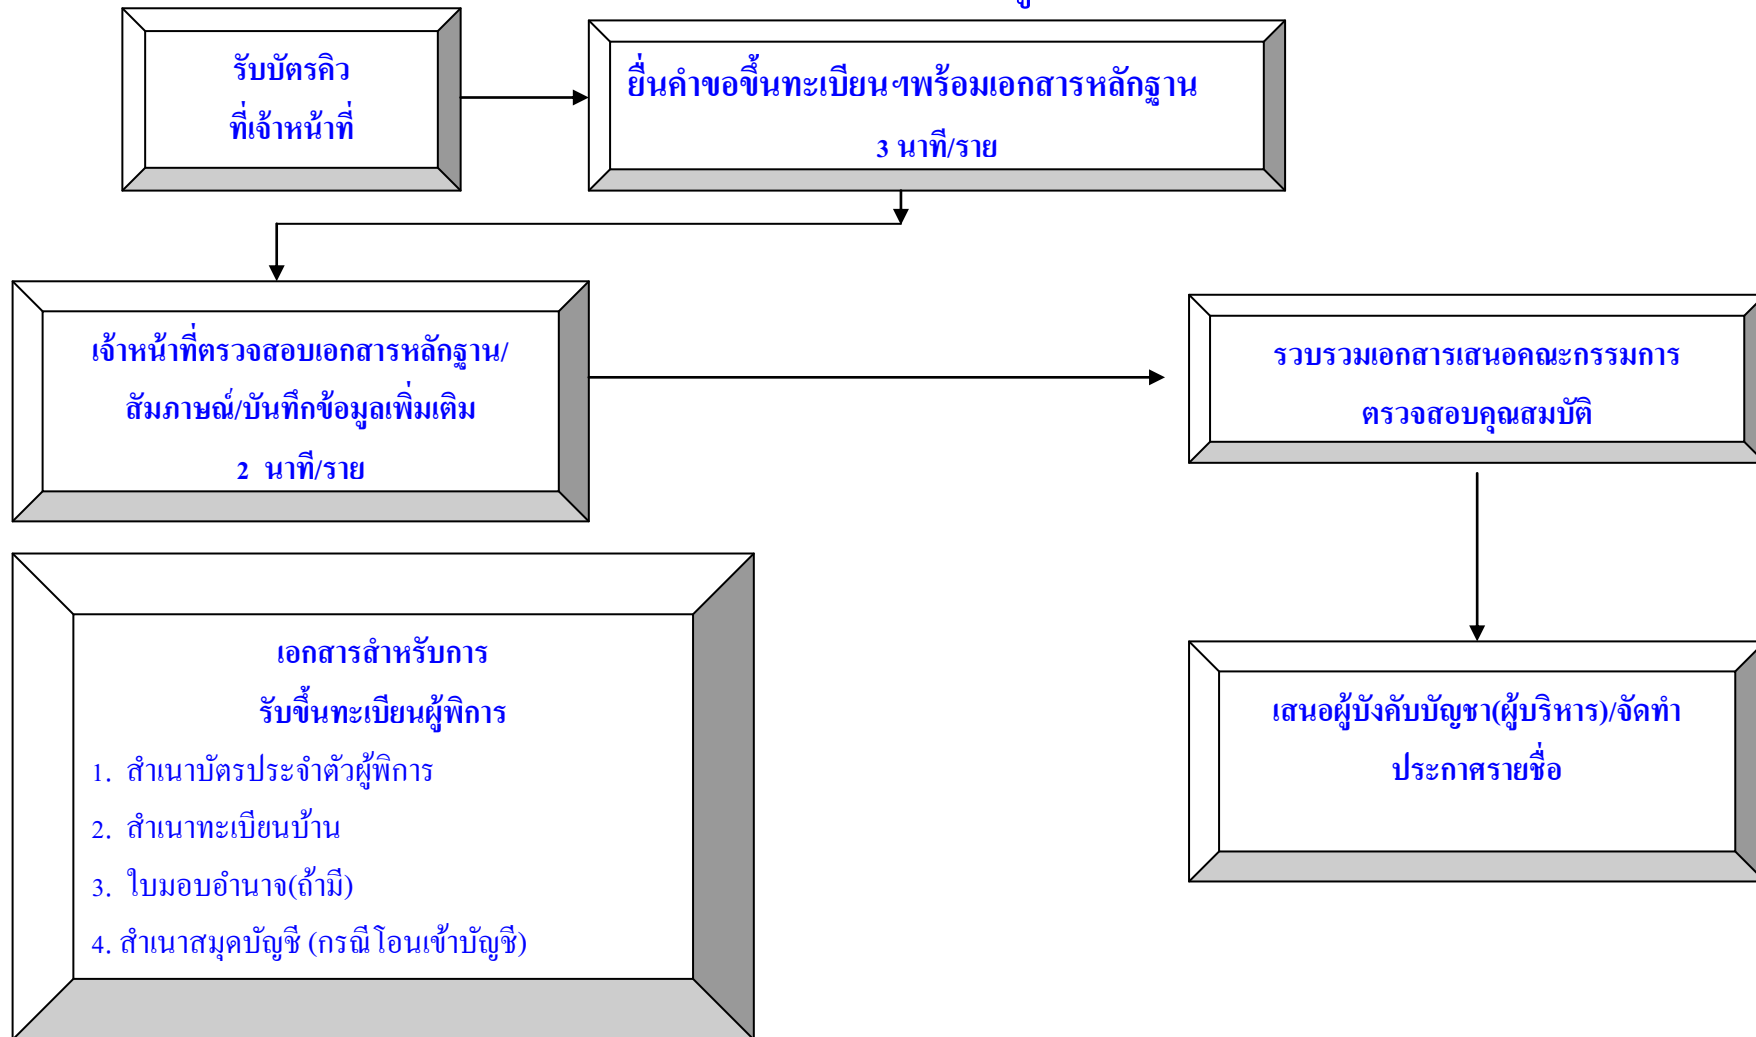 รับบัตรคิว
ที่เจ้าหน้าที่
ยื่นคำขอขึ้นทะเบียนฯพร้อมเอกสารหลักฐาน
3 นาที/ราย
เจ้าหน้าที่ตรวจสอบเอกสารหลักฐาน/
สัมภาษณ์/บันทึกข้อมูลเพิ่มเติม
2 นาที/ราย
รวบรวมเอกสารเสนอคณะกรรมการ
ตรวจสอบคุณสมบัติ
เสนอผู้บังคับบัญชา(ผู้บริหาร)/จัดทำ
ประกาศรายชื่อ
เอกสารสำหรับการ
รับขึ้นทะเบียนผู้พิการ
1. สำเนาบัตรประจำตัวผู้พิการ
2. สำเนาทะเบียนบ้าน
3. ใบมอบอำนาจ(ถ้ามี)
4. สำเนาสมุดบัญชี (กรณีโอนเข้าบัญชี)